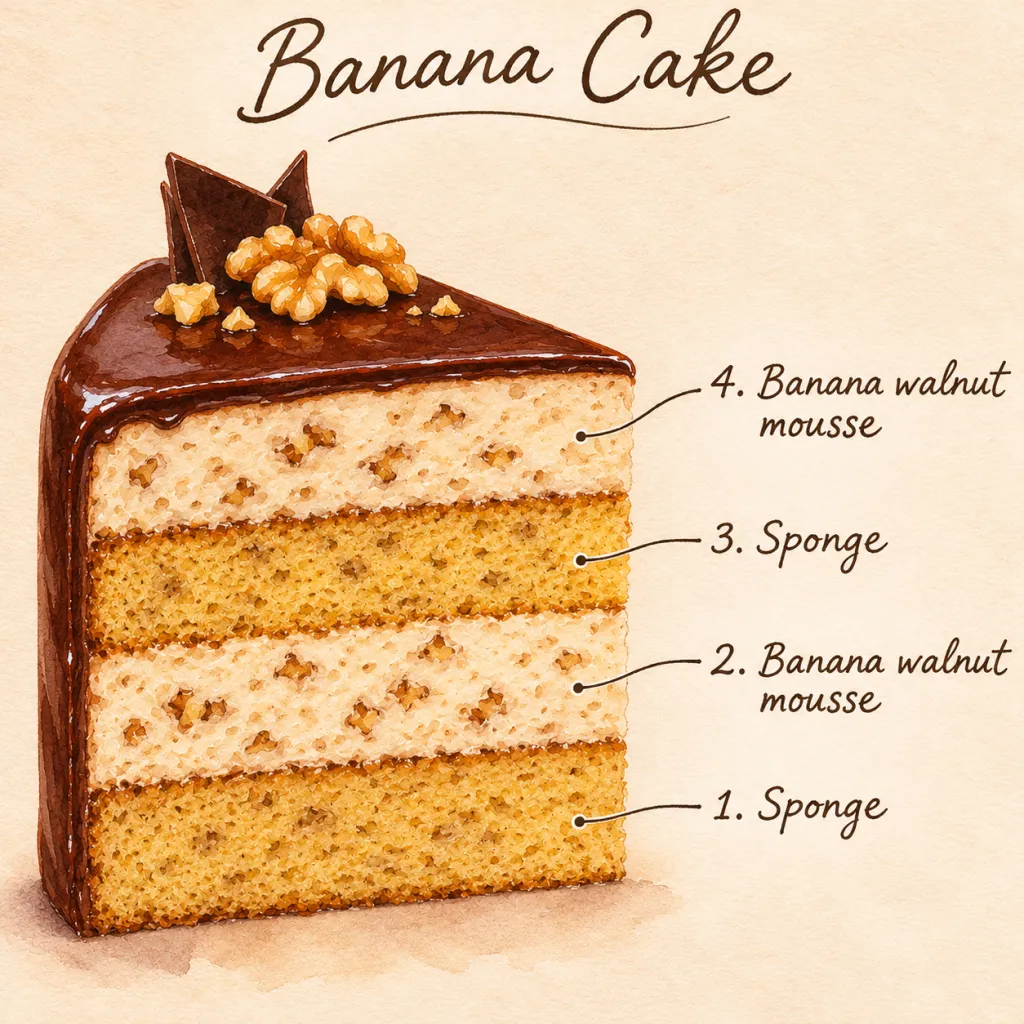 Banana Cake
4. Banana walnut
mousse
3. Sponge
2. Banana walnut
mousse
1. Sponge